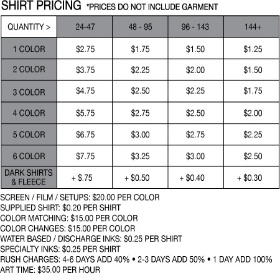 SHIRT PRICING *PRICES DO NOT INCLUDE GARMENT
QUANTITY > 24-47 48 - 95 96 - 143 144+
1 COLOR $2.75 $1.75 $1.50 $1.25
2 COLOR $3.75 $2.25 $2.00 $1.50
3 COLOR $4.75 $2.50 $2.25 $1.75
4 COLOR $5.75 $2.75 $2.50 $2.00
5 COLOR $6.75 $3.00 $2.75 $2.25
6 COLOR $7.75 $3.25 $3.00 $2.50
DARK SHIRTS
& FLEECE + $.75 + $0.50 + $0.40 + $0.30
SCREEN / FILM / SETUPS: $20.00 PER COLOR
SUPPLIED SHIRT: $0.20 PER SHIRT
COLOR MATCHING: $15.00 PER COLOR
COLOR CHANGES: $15.00 PER COLOR
WATER BASED / DISCHARGE INKS: $0.25 PER SHIRT
SPECIALTY INKS: $0.25 PER SHIRT
RUSH CHARGES: 4-6 DAYS ADD 40% • 2-3 DAYS ADD 50% • 1 DAY ADD 100%
ART TIME: $35.00 PER HOUR